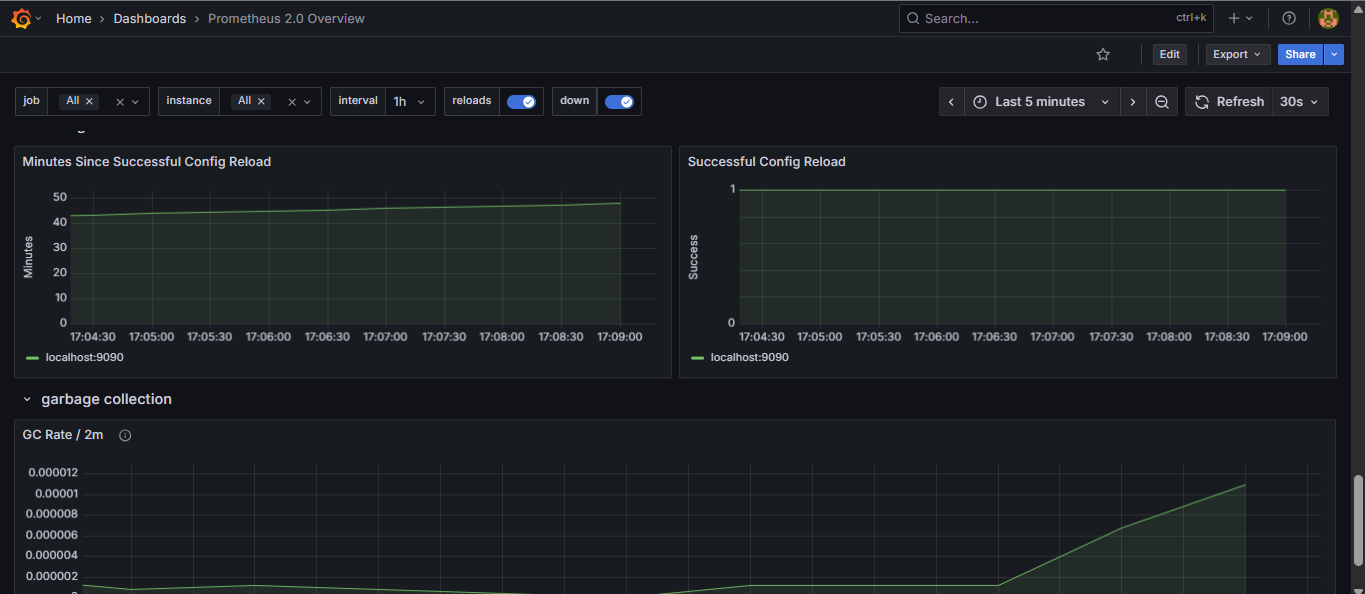 Home › Dashboards › Prometheus 2.0 Overview
Search... ctrl+k
Edit Export Share
job All instance All interval 1h reloads down Last 5 minutes Refresh 30s
Minutes Since Successful Config Reload
Minutes
50
40
30
20
10
0
17:04:30 17:05:00 17:05:30 17:06:00 17:06:30 17:07:00 17:07:30 17:08:00 17:08:30 17:09:00
localhost:9090
Successful Config Reload
Success
1
0
17:04:30 17:05:00 17:05:30 17:06:00 17:06:30 17:07:00 17:07:30 17:08:00 17:08:30 17:09:00
localhost:9090
garbage collection
GC Rate / 2m
0.000012
0.00001
0.000008
0.000006
0.000004
0.000002